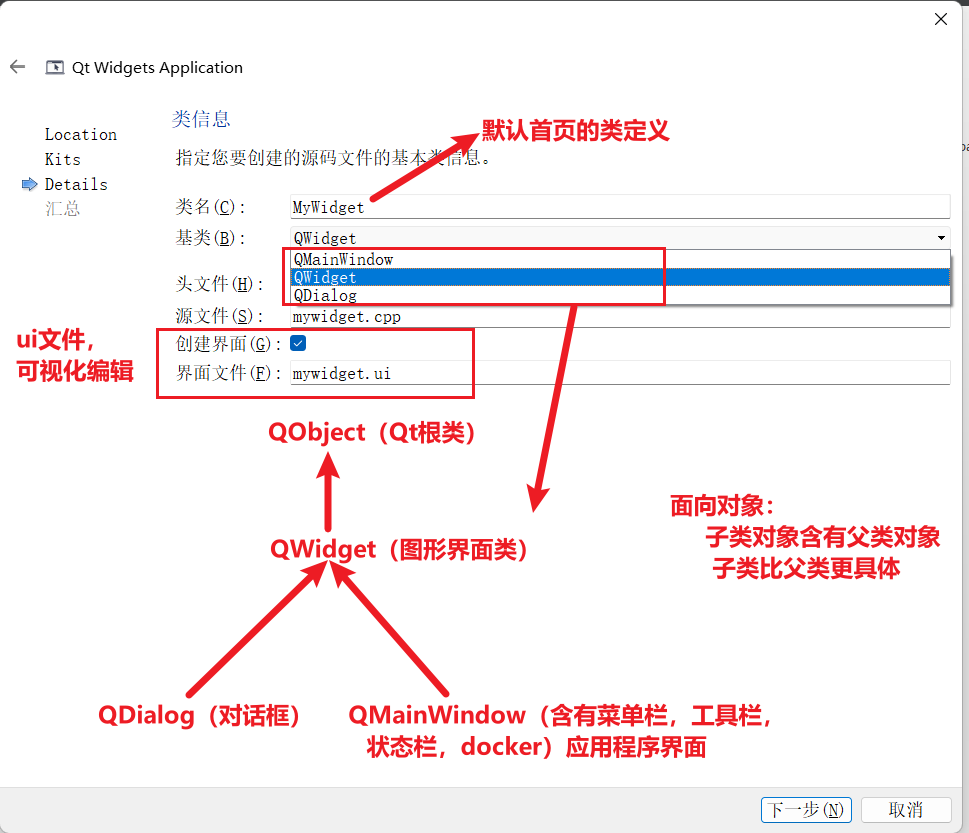 Qt Widgets Application
Location
Kits
Details
汇总
类信息
默认首页的类定义
指定您要创建的源码文件的基本类信息。
类名(C): MyWidget
基类(B): QWidget
QMainWindow
QWidget
QDialog
头文件(H):
源文件(S): mywidget.cpp
创建界面(G):
界面文件(F): mywidget.ui
ui文件,
可视化编辑
QObject（Qt根类）
QWidget（图形界面类）
面向对象：
子类对象含有父类对象
子类比父类更具体
QDialog（对话框）
QMainWindow（含有菜单栏，工具栏，
状态栏，docker）应用程序界面
下一步(N)
取消